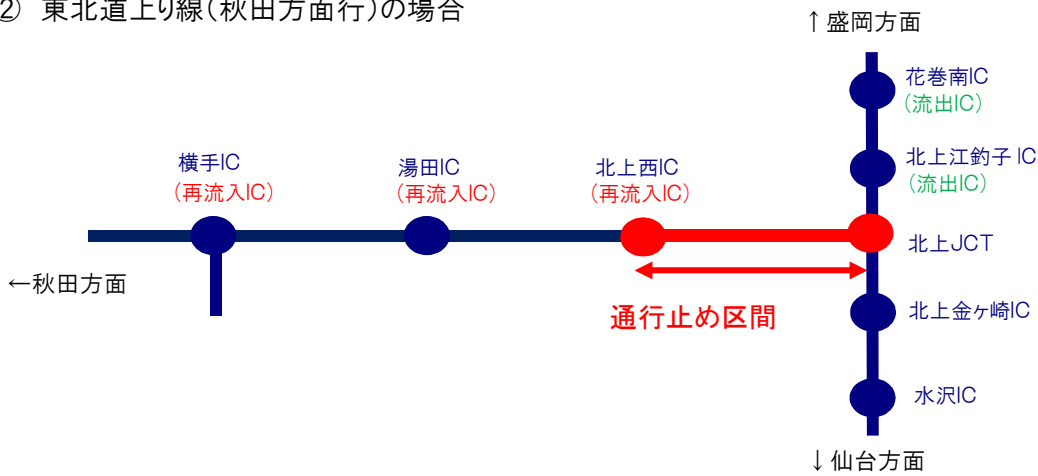 ② 東北道上り線(秋田方面行)の場合
↑盛岡方面
花巻南IC
(流出IC)
北上江釣子IC
(流出IC)
横手IC
(再流入IC)
湯田IC
(再流入IC)
北上西IC
(再流入IC)
北上JCT
←秋田方面
通行止め区間
北上金ヶ崎IC
水沢IC
↓仙台方面